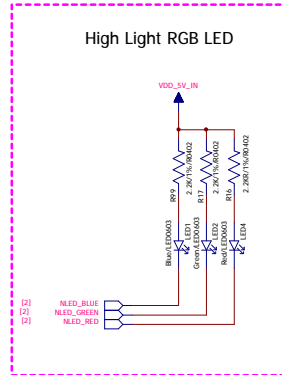 High Light RGB LED
VDD_5V_IN
R99
2.2K/1%/R0402
R17
2.2K/1%/R0402
R16
2.2KR/1%/R0402
Blue/LED0603
LED1
Green/LED0603
LED2
Red/LED0603
LED4
[2] NLED_BLUE
[2] NLED_GREEN
[2] NLED_RED